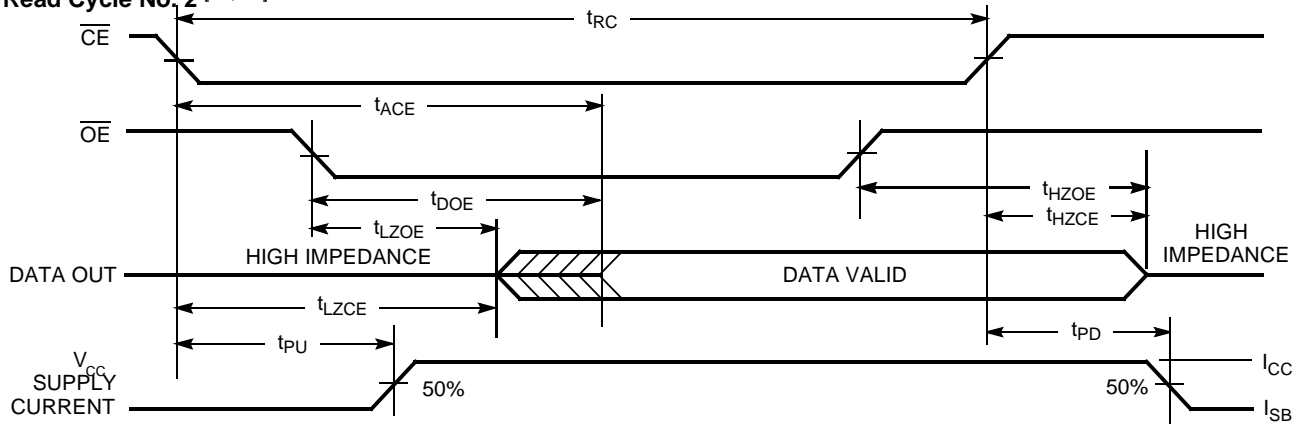 Read Cycle No. 2
tRC
CE
tACE
OE
tDOE
tHZOE
tLZOE
tHZCE
HIGH IMPEDANCE
HIGH IMPEDANCE
DATA OUT
DATA VALID
tLZCE
tPU
tPD
VCC SUPPLY CURRENT
50%
50%
ICC
ISB